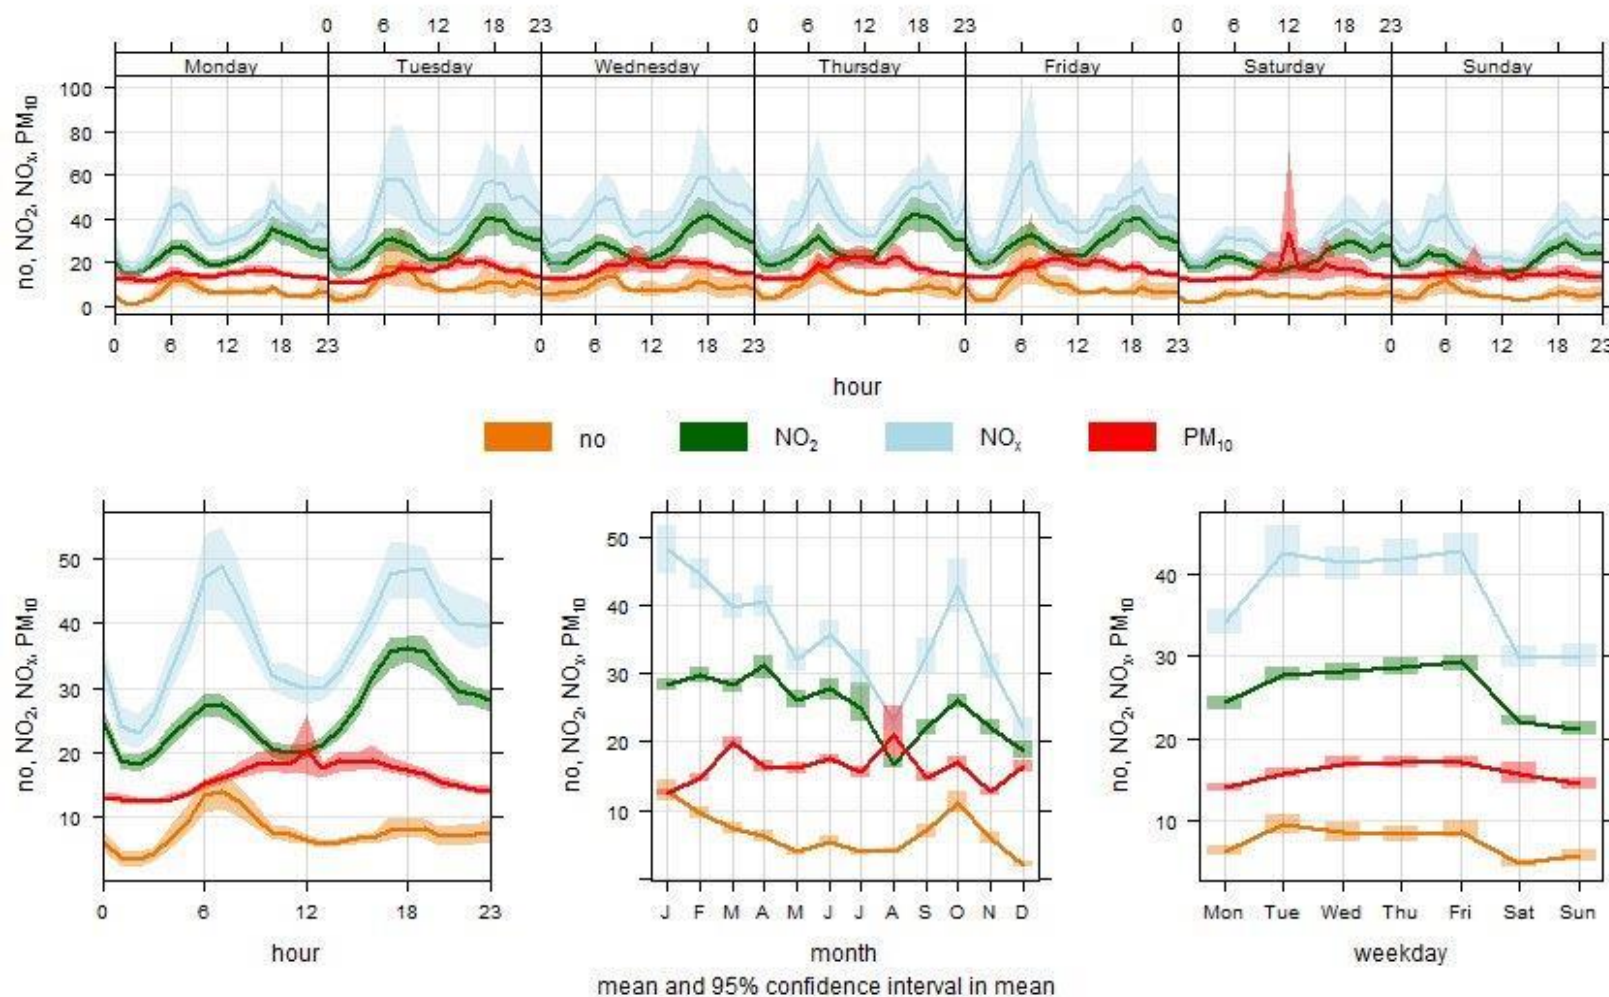 0 6 12 18 23 0 6 12 18 23 0 6 12 18 23
Monday Tuesday Wednesday Thursday Friday Saturday Sunday
no, NO₂, NOₓ, PM₁₀
100
80
60
40
20
0
0 6 12 18 23 0 6 12 18 23 0 6 12 18 23 0 6 12 18 23
hour
no NO₂ NOₓ PM₁₀
no, NO₂, NOₓ, PM₁₀
50
40
30
20
10
0 6 12 18 23
hour
no, NO₂, NOₓ, PM₁₀
50
40
30
20
10
J F M A M J J A S O N D
month
no, NO₂, NOₓ, PM₁₀
40
30
20
10
Mon Tue Wed Thu Fri Sat Sun
weekday
mean and 95% confidence interval in mean